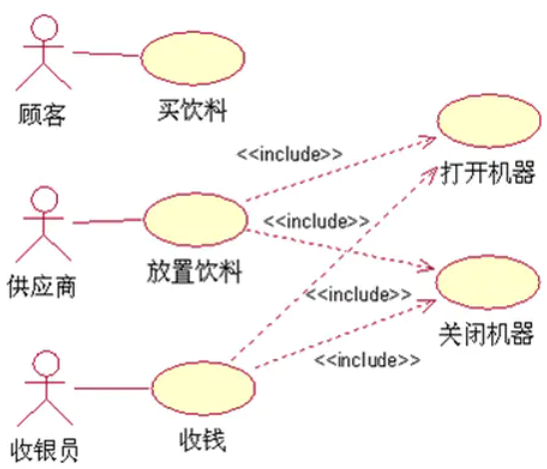 顾客
买饮料
<<include>>
打开机器
<<include>>
供应商
放置饮料
<<include>>
关闭机器
<<include>>
收银员
收钱